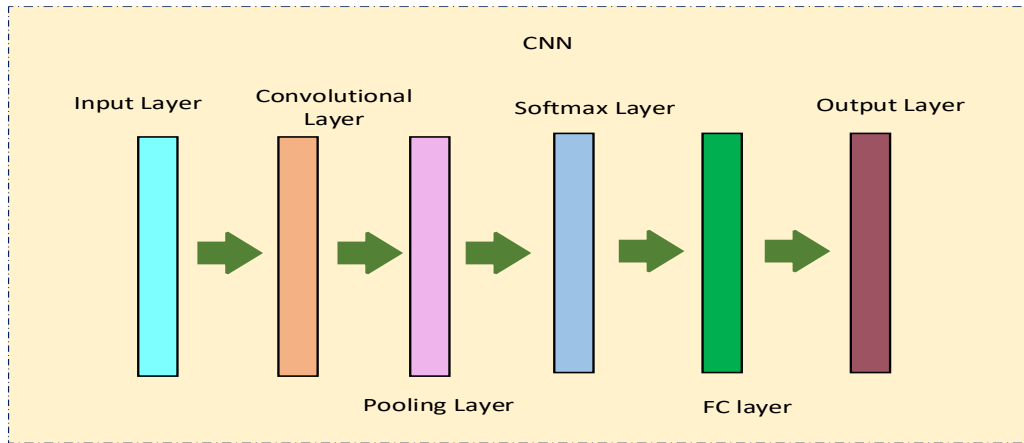 CNN
Input Layer
Convolutional
Layer
Softmax Layer
Output Layer
Pooling Layer
FC layer